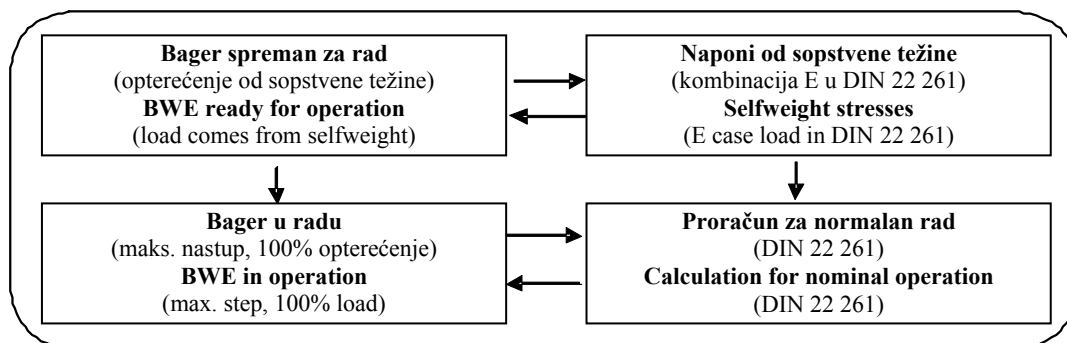 Bager spreman za rad
(opterećenje od sopstvene težine)
BWE ready for operation
(load comes from selfweight)
Naponi od sopstvene težine
(kombinacija E u DIN 22 261)
Selfweight stresses
(E case load in DIN 22 261)
Bager u radu
(maks. nastup, 100% opterećenje)
BWE in operation
(max. step, 100% load)
Proračun za normalan rad
(DIN 22 261)
Calculation for nominal operation
(DIN 22 261)